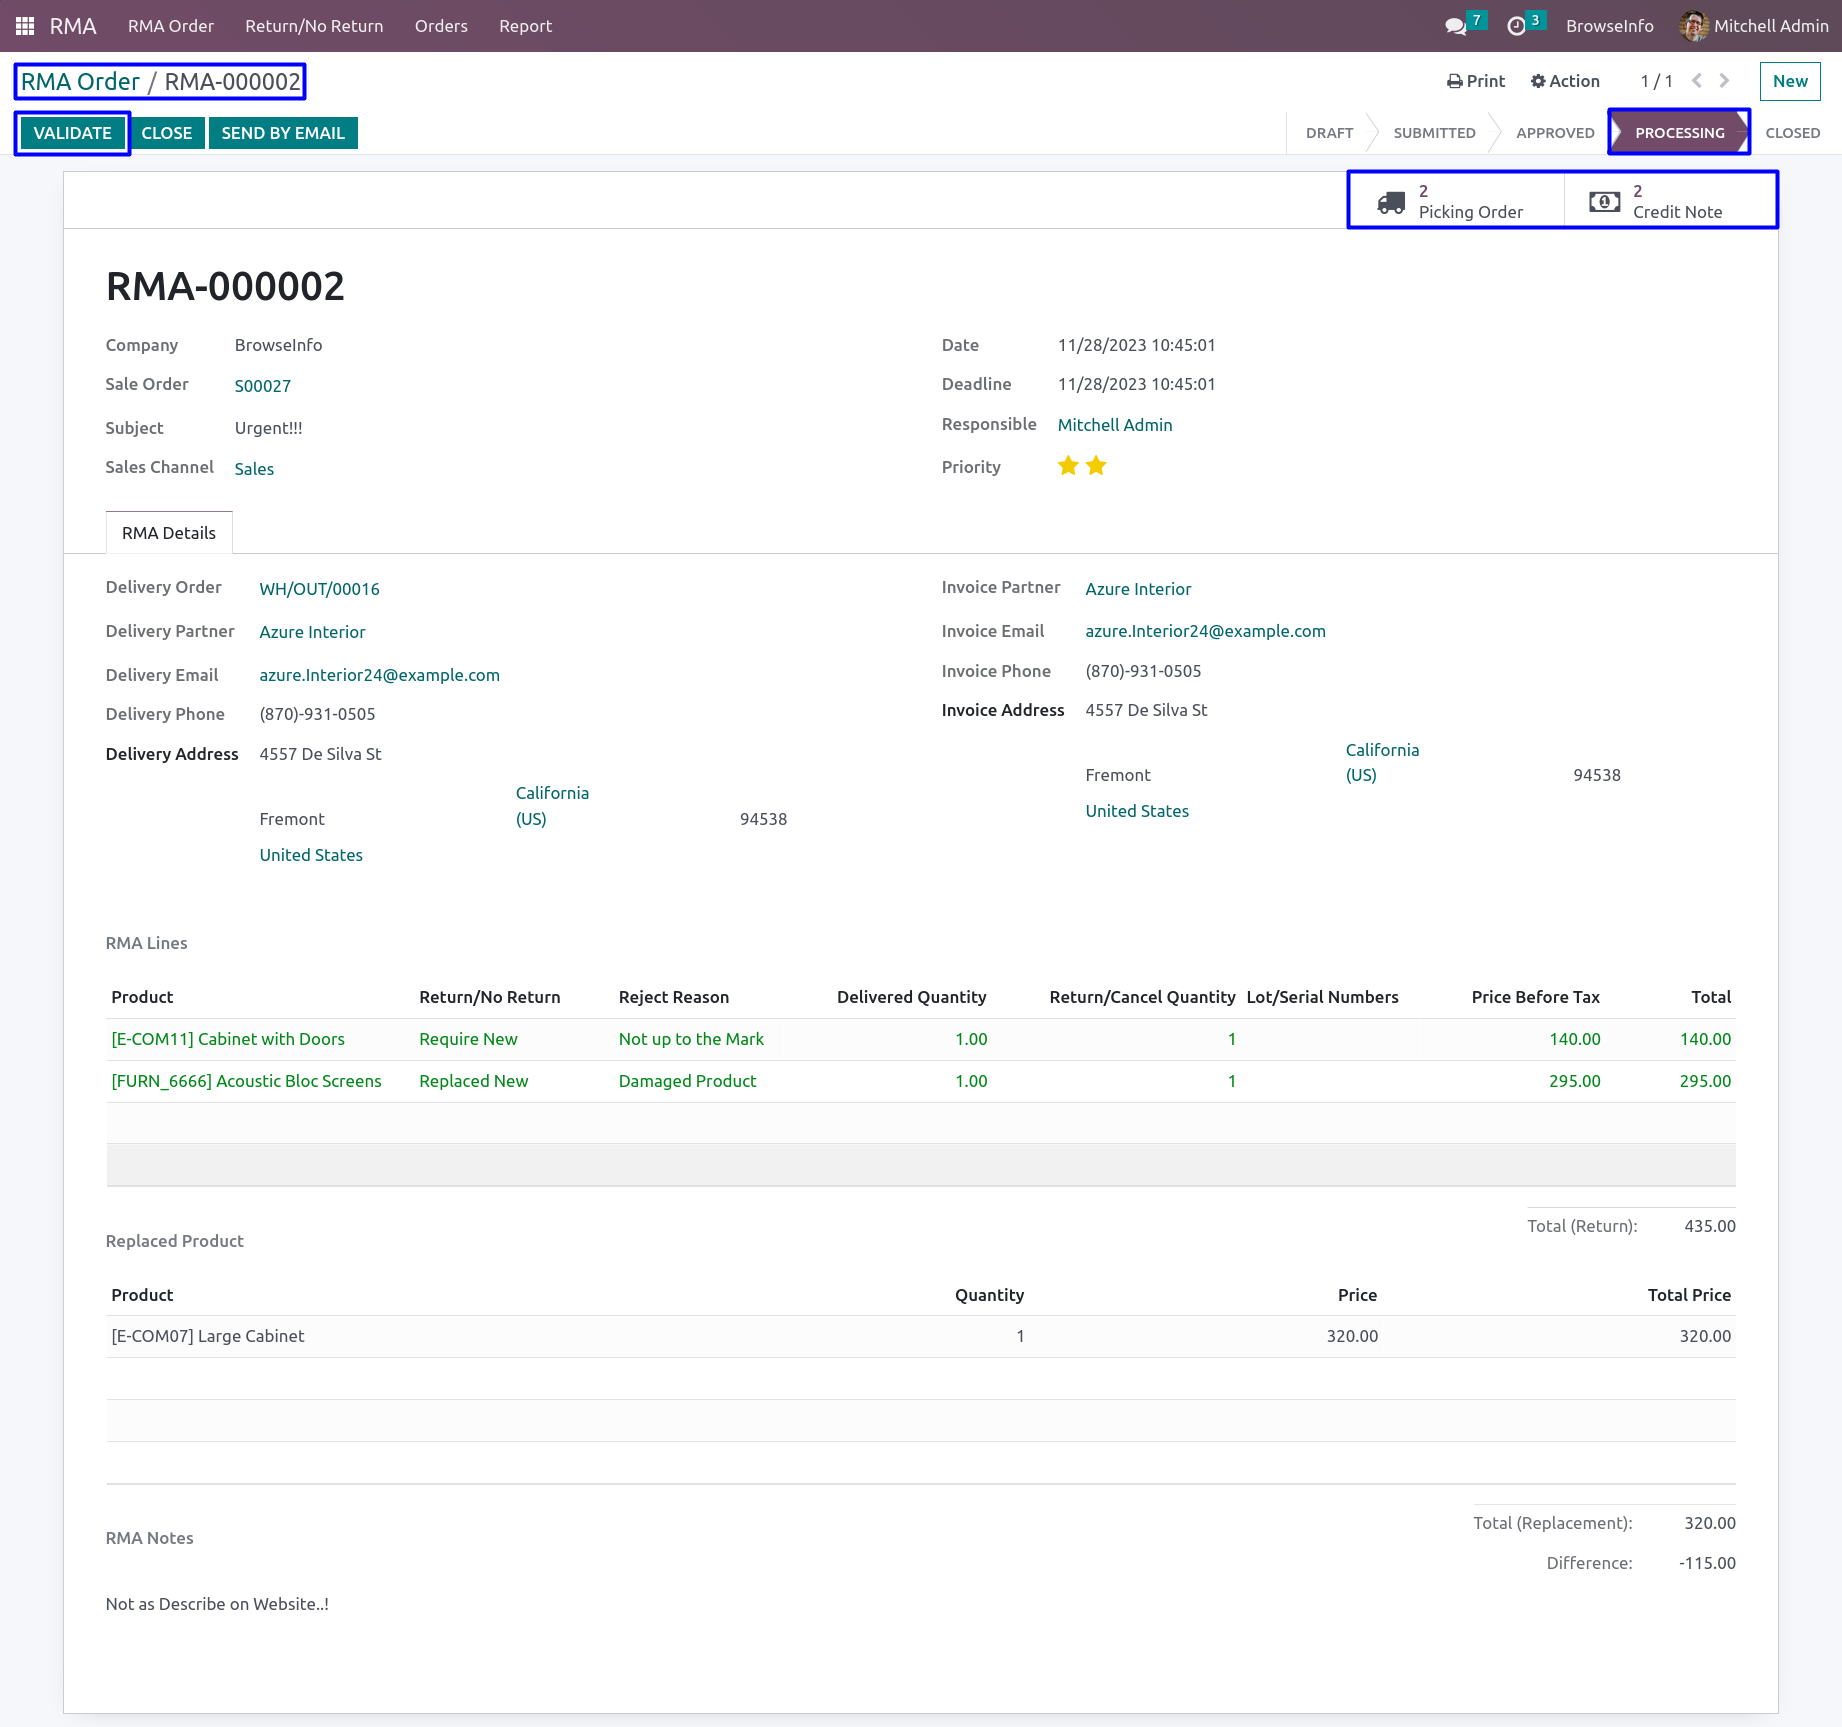 RMA RMA Order Return/No Return Orders Report 7 3 BrowseInfo Mitchell Admin
RMA Order / RMA-000002 Print Action 1 / 1 New
VALIDATE CLOSE SEND BY EMAIL DRAFT SUBMITTED APPROVED PROCESSING CLOSED
2 Picking Order
2 Credit Note
RMA-000002
Company BrowseInfo Date 11/28/2023 10:45:01
Sale Order S00027 Deadline 11/28/2023 10:45:01
Subject Urgent!!! Responsible Mitchell Admin
Sales Channel Sales Priority
RMA Details
Delivery Order WH/OUT/00016 Invoice Partner Azure Interior
Delivery Partner Azure Interior Invoice Email azure.Interior24@example.com
Delivery Email azure.Interior24@example.com Invoice Phone (870)-931-0505
Delivery Phone (870)-931-0505 Invoice Address 4557 De Silva St
Delivery Address 4557 De Silva St Fremont California (US) 94538
United States
Fremont California (US) 94538
United States
RMA Lines
Product Return/No Return Reject Reason Delivered Quantity Return/Cancel Quantity Lot/Serial Numbers Price Before Tax Total
[E-COM11] Cabinet with Doors Require New Not up to the Mark 1.00 1 140.00 140.00
[FURN_6666] Acoustic Bloc Screens Replaced New Damaged Product 1.00 1 295.00 295.00
Total (Return): 435.00
Replaced Product
Product Quantity Price Total Price
[E-COM07] Large Cabinet 1 320.00 320.00
Total (Replacement): 320.00
RMA Notes
Difference: -115.00
Not as Describe on Website..!